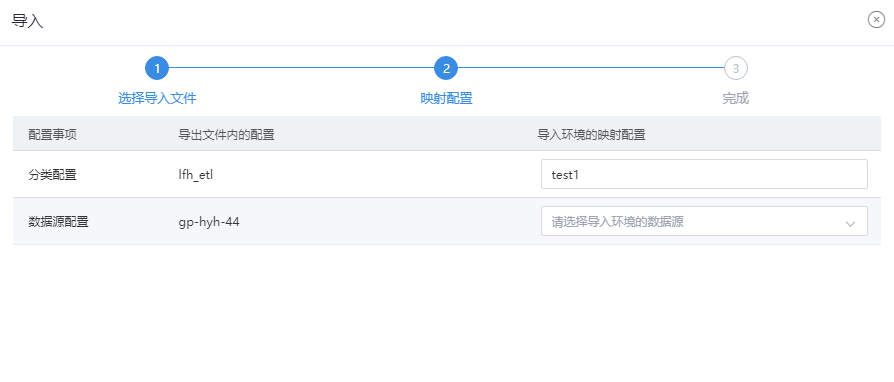 导入
1 2 3
选择导入文件 映射配置 完成
配置事项 导出文件内的配置 导入环境的映射配置
分类配置 lfh_etl test1
数据源配置 gp-hyh-44 请选择导入环境的数据源